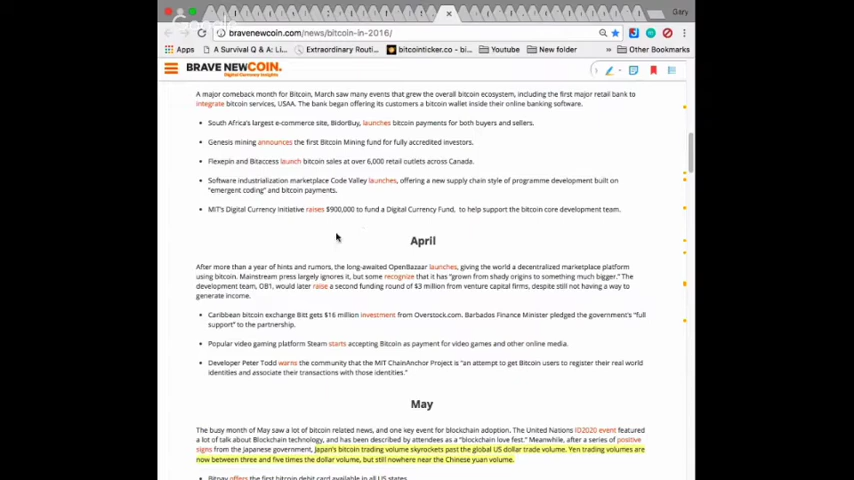 Google
Gary
bravenewcoin.com/news/bitcoin-in-2016/
Apps
A Survival Q & A: Li...
Extraordinary Routi...
bitcointicker.co - bi...
Youtube
New folder
Other Bookmarks
BRAVE NEWCOIN.
Digital Currency Insights
A major comeback month for Bitcoin, March saw many events that grew the overall bitcoin ecosystem, including the first major retail bank to
integrate bitcoin services, USAA. The bank began offering its customers a bitcoin wallet inside their online banking software.
South Africa's largest e-commerce site, BidorBuy, launches bitcoin payments for both buyers and sellers.
Genesis mining announces the first Bitcoin Mining fund for fully accredited investors.
Flexepin and Bitaccess launch bitcoin sales at over 6,000 retail outlets across Canada.
Software industrialization marketplace Code Valley launches, offering a new supply chain style of programme development built on
"emergent coding" and bitcoin payments.
MIT's Digital Currency Initiative raises $900,000 to fund a Digital Currency Fund, to help support the bitcoin core development team.
April
After more than a year of hints and rumors, the long-awaited OpenBazaar launches, giving the world a decentralized marketplace platform
using bitcoin. Mainstream press largely ignores it, but some recognize that it has "grown from shady origins to something much bigger." The
development team, OB1, would later raise a second funding round of $3 million from venture capital firms, despite still not having a way to
generate income.
Caribbean bitcoin exchange Bitt gets $16 million investment from Overstock.com. Barbados Finance Minister pledged the government's "full
support" to the partnership.
Popular video gaming platform Steam starts accepting Bitcoin as payment for video games and other online media.
Developer Peter Todd warns the community that the MIT ChainAnchor Project is "an attempt to get Bitcoin users to register their real world
identities and associate their transactions with those identities."
May
The busy month of May saw a lot of bitcoin related news, and one key event for blockchain adoption. The United Nations ID2020 event featured
a lot of talk about Blockchain technology, and has been described by attendees as a "blockchain love fest." Meanwhile, after a series of positive
signs from the Japanese government, Japan's bitcoin trading volume skyrockets past the global US dollar trade volume. Yen trading volumes are
now between three and five times the dollar volume, but still nowhere near the Chinese yuan volume.
Bitpay offers the first bitcoin debit card available in all US states.